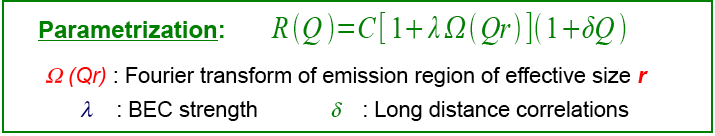 Parametrization: R(Q)=C[1+λΩ(Qr)](1+δQ)
Ω (Qr) : Fourier transform of emission region of effective size r
λ : BEC strength δ : Long distance correlations